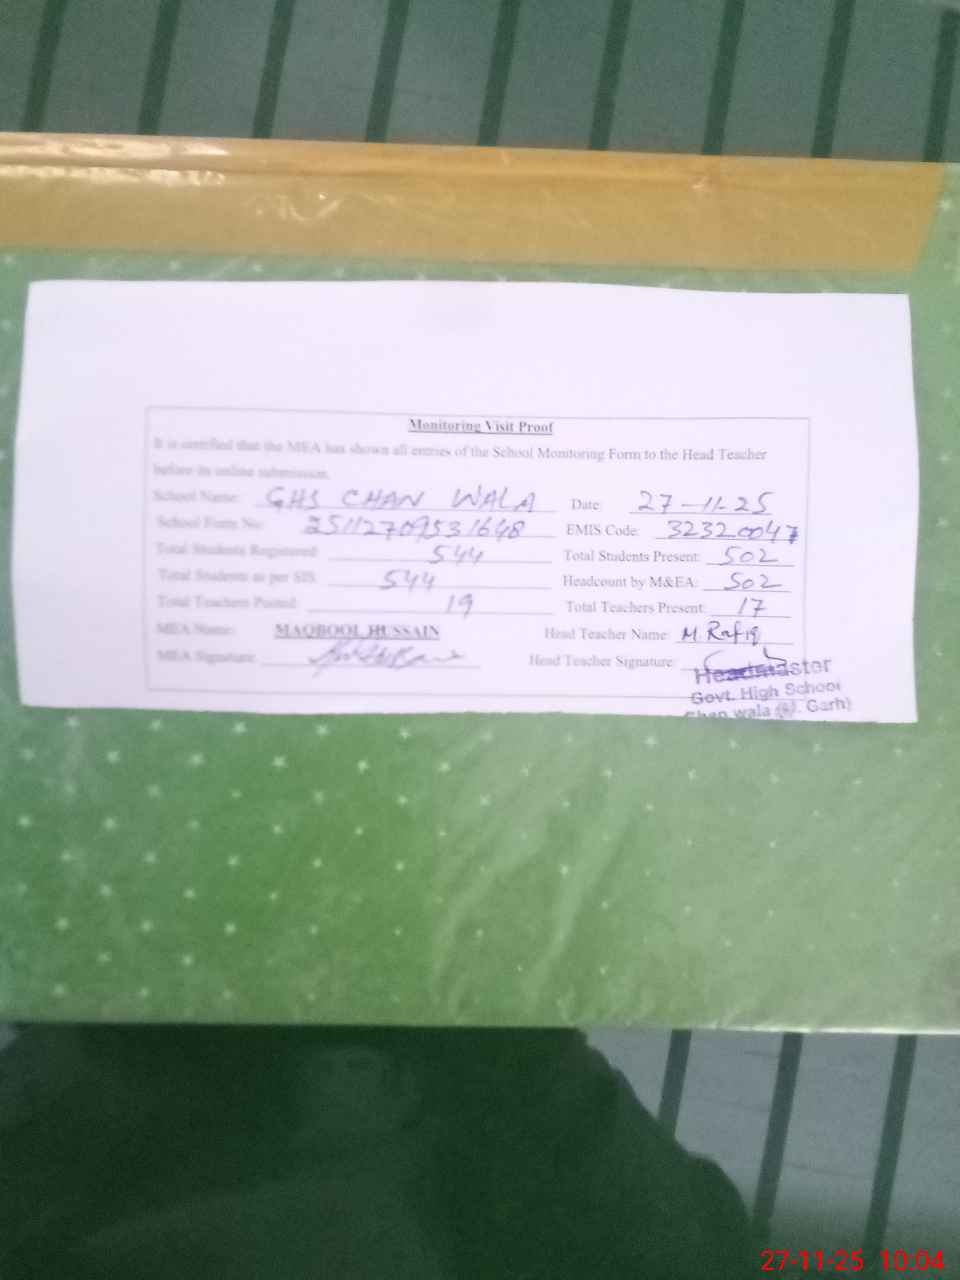 Monitoring Visit Proof
It is certified that the MEA has shown all entries of the School Monitoring Form to the Head Teacher
before its online submission.
School Name: GHS CHAN WALA Date: 27-11-25
School Form No: 25112709531648 EMIS Code: 32320047
Total Students Registered: 544 Total Students Present: 502
Total Students as per SIS: 544 Headcount by M&EA: 502
Total Teachers Posted: 19 Total Teachers Present: 17
MEA Name: MAQBOOL HUSSAIN Head Teacher Name: M. Rafiq
MEA Signature: Head Teacher Signature:
Headmaster
Govt. High School
Chan wala Garh)
27-11-25 10:04